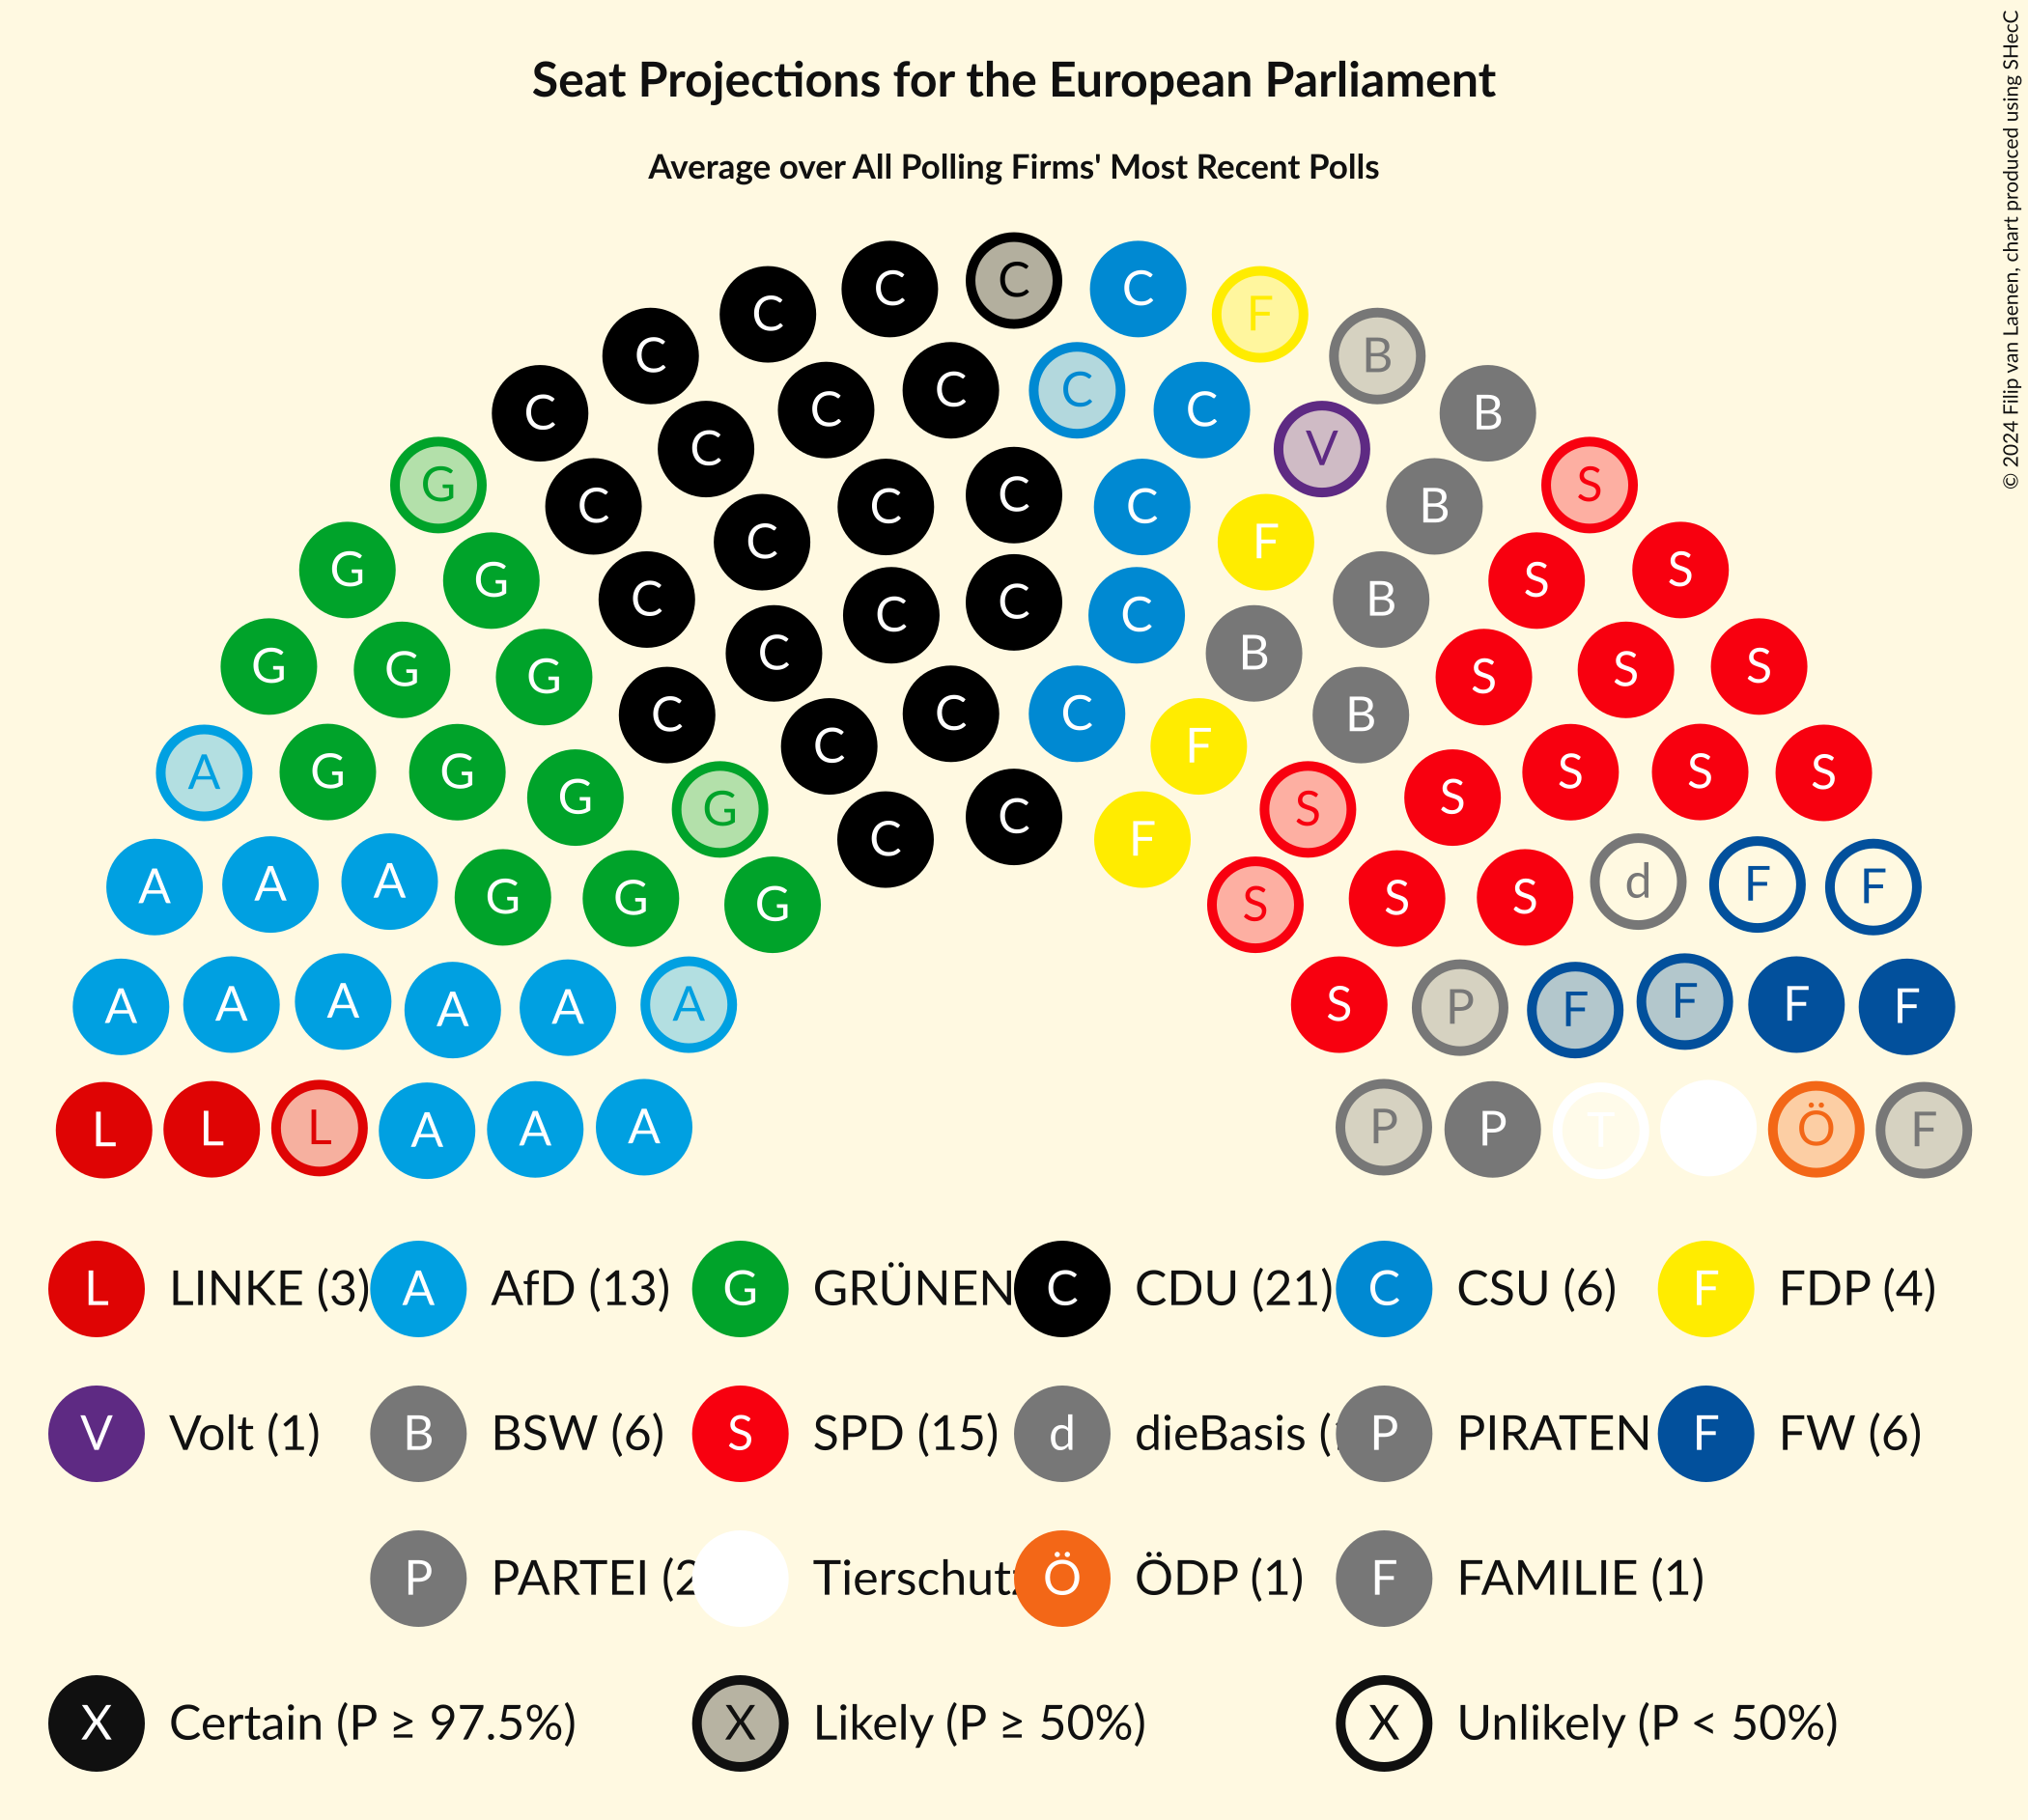 Seat Projections for the European Parliament
Average over All Polling Firms' Most Recent Polls
© 2024 Filip van Laenen, chart produced using SHecC
C C C C C F B
C C C C C V B
G C C C C C F B S
G G C C C C C B B S S
G G G C C C C F B S S S
A G G G G C C F S S S S S
A A A G G G S S S d F F
A A A A A A S P F F F F
L L L A A A P P T Ö F
L LINKE (3) A AfD (13) G GRÜNEN C CDU (21) C CSU (6) F FDP (4)
V Volt (1) B BSW (6) S SPD (15) d dieBasis ( P PIRATEN F FW (6)
P PARTEI (2 Tierschutz Ö ÖDP (1) F FAMILIE (1)
X Certain (P ≥ 97.5%) X Likely (P ≥ 50%) X Unlikely (P < 50%)